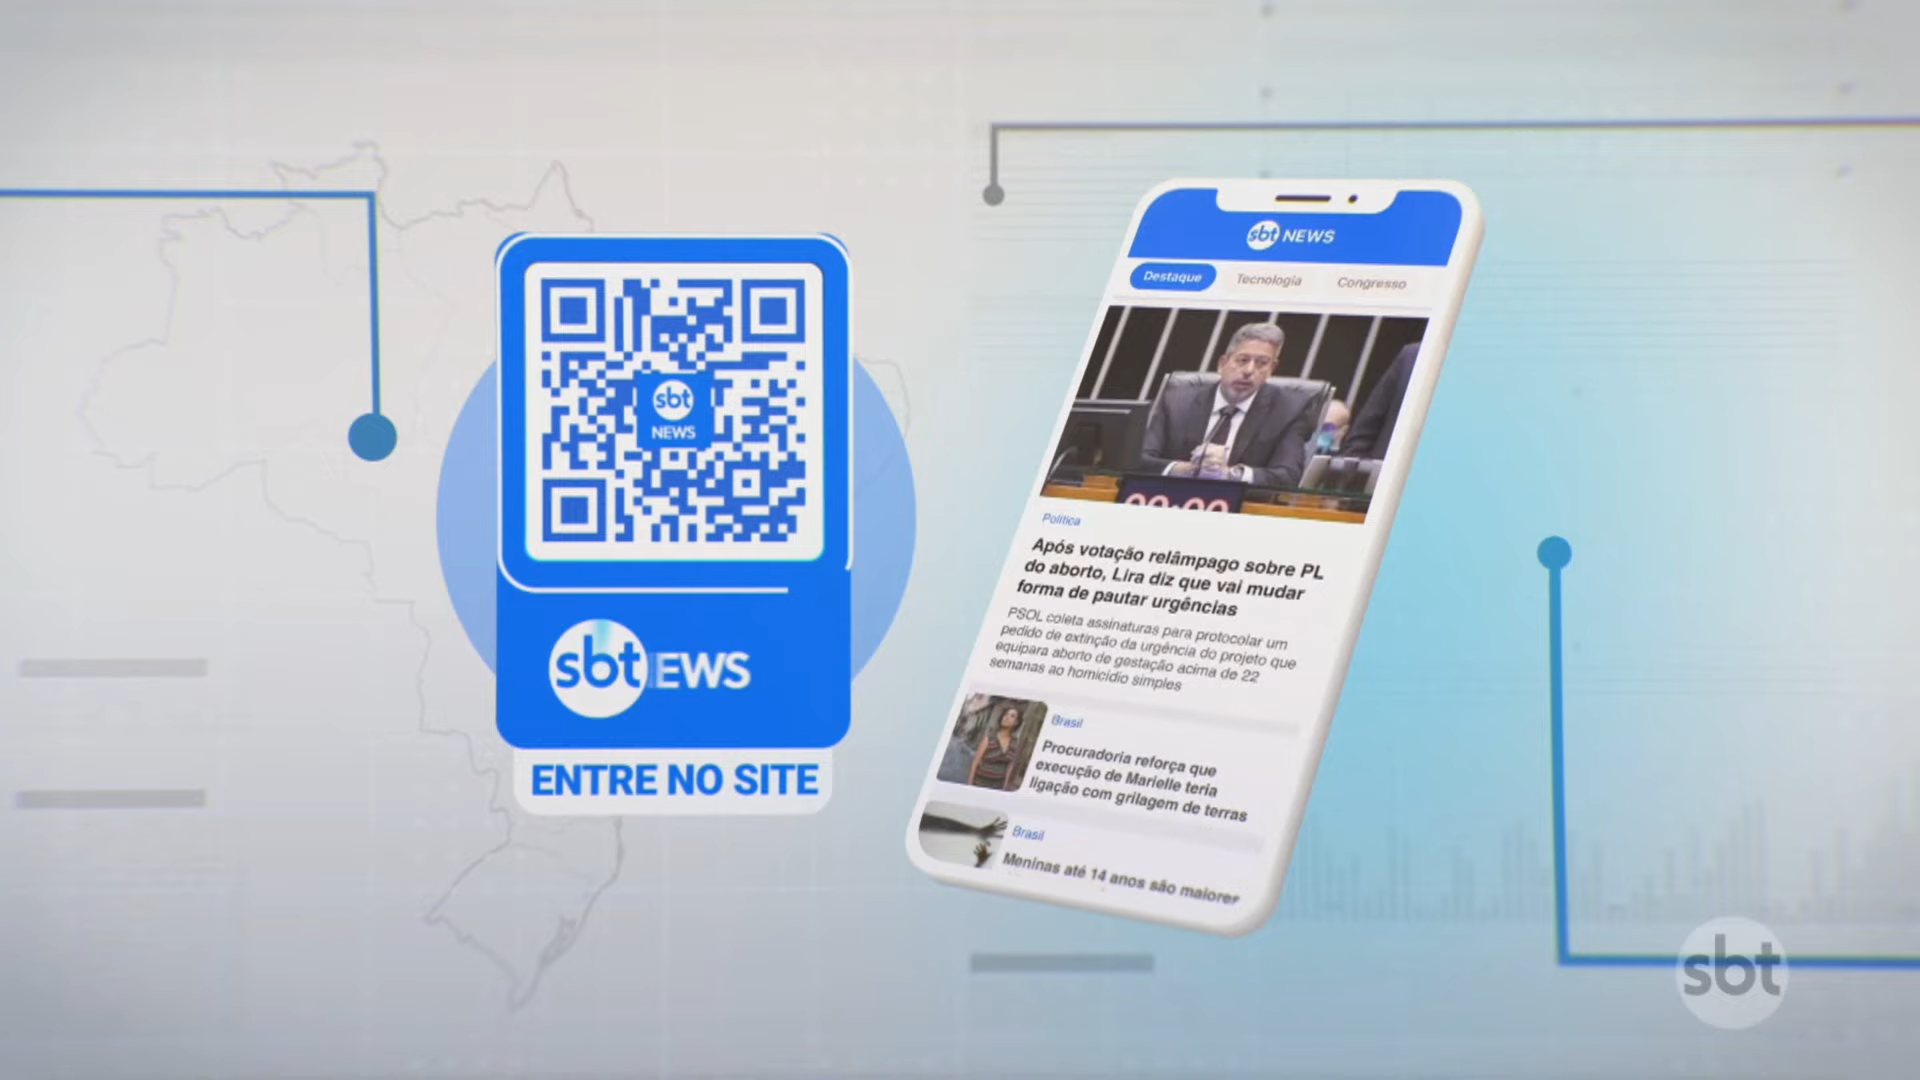 sbt
NEWS
sbt EWS
ENTRE NO SITE
sbt NEWS
Destaque Tecnologia Congresso
00:00
Política
Após votação relâmpago sobre PL
do aborto, Lira diz que vai mudar
forma de pautar urgências
PSOL coleta assinaturas para protocolar um
pedido de extinção da urgência do projeto que
equipara aborto de gestação acima de 22
semanas ao homicídio simples
Brasil
Procuradoria reforça que
execução de Marielle teria
ligação com grilagem de terras
Brasil
Meninas até 14 anos são maiores
sbt